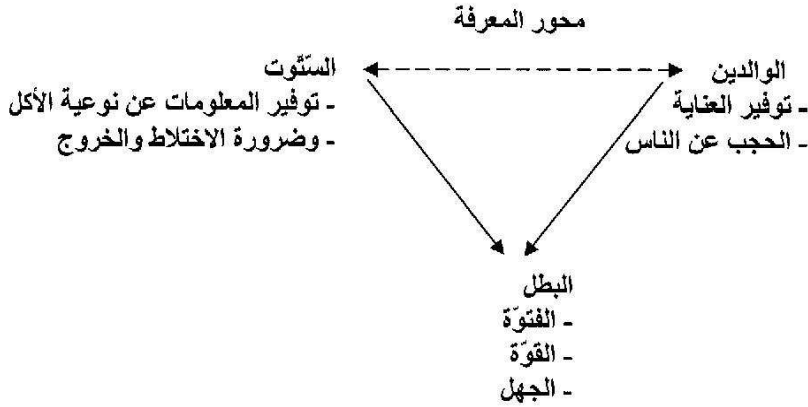 محور المعرفة
الوالدين
- توفير العناية
- الحجب عن الناس
السّتّوت
- توفير المعلومات عن نوعية الأكل
- وضرورة الاختلاط والخروج
البطل
- الفتوّة
- القوّة
- الجهل